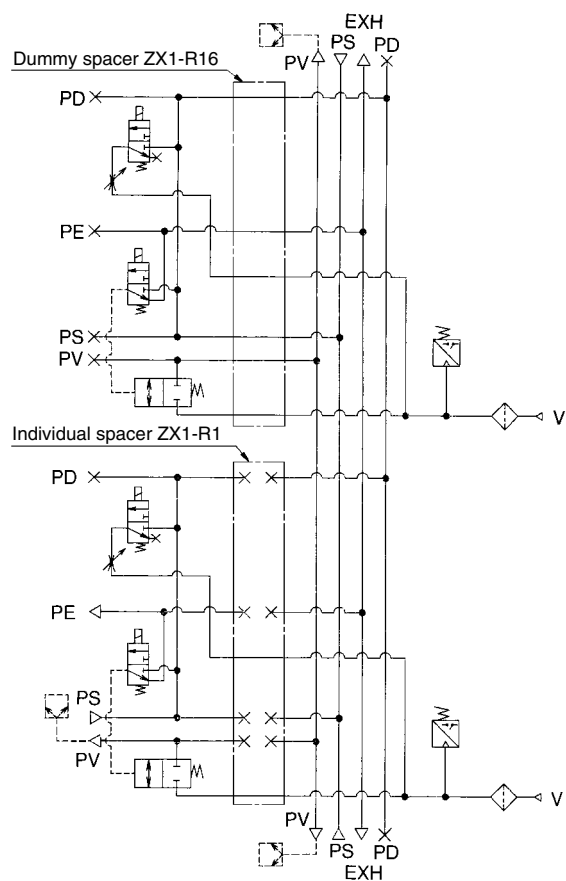 EXH
PS
PD
PV
Dummy spacer ZX1-R16
PD
PE
PS
PV
V
Individual spacer ZX1-R1
PD
PE
PS
PV
V
PV
PS
PD
EXH